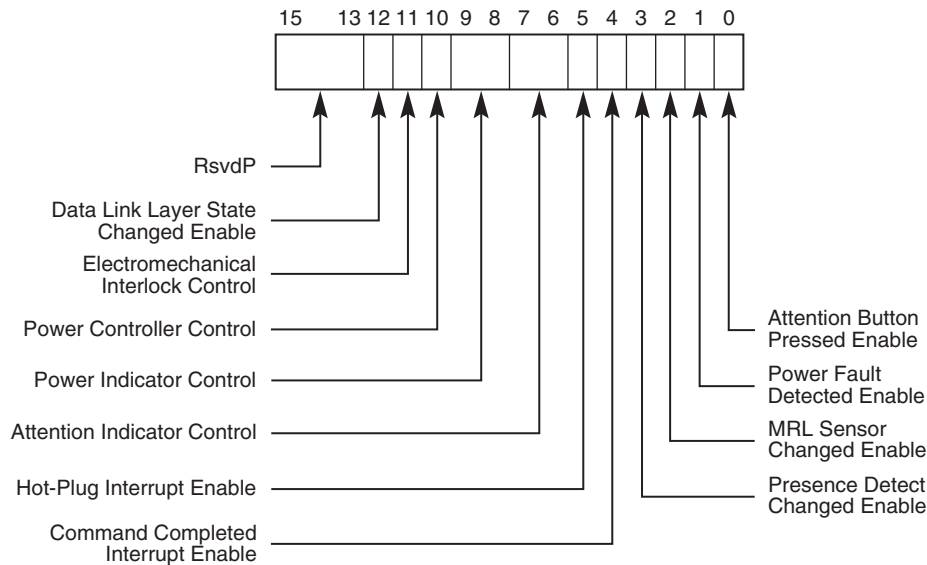 15 13 12 11 10 9 8 7 6 5 4 3 2 1 0
RsvdP
Data Link Layer State
Changed Enable
Electromechanical
Interlock Control
Power Controller Control
Power Indicator Control
Attention Indicator Control
Hot-Plug Interrupt Enable
Command Completed
Interrupt Enable
Attention Button
Pressed Enable
Power Fault
Detected Enable
MRL Sensor
Changed Enable
Presence Detect
Changed Enable